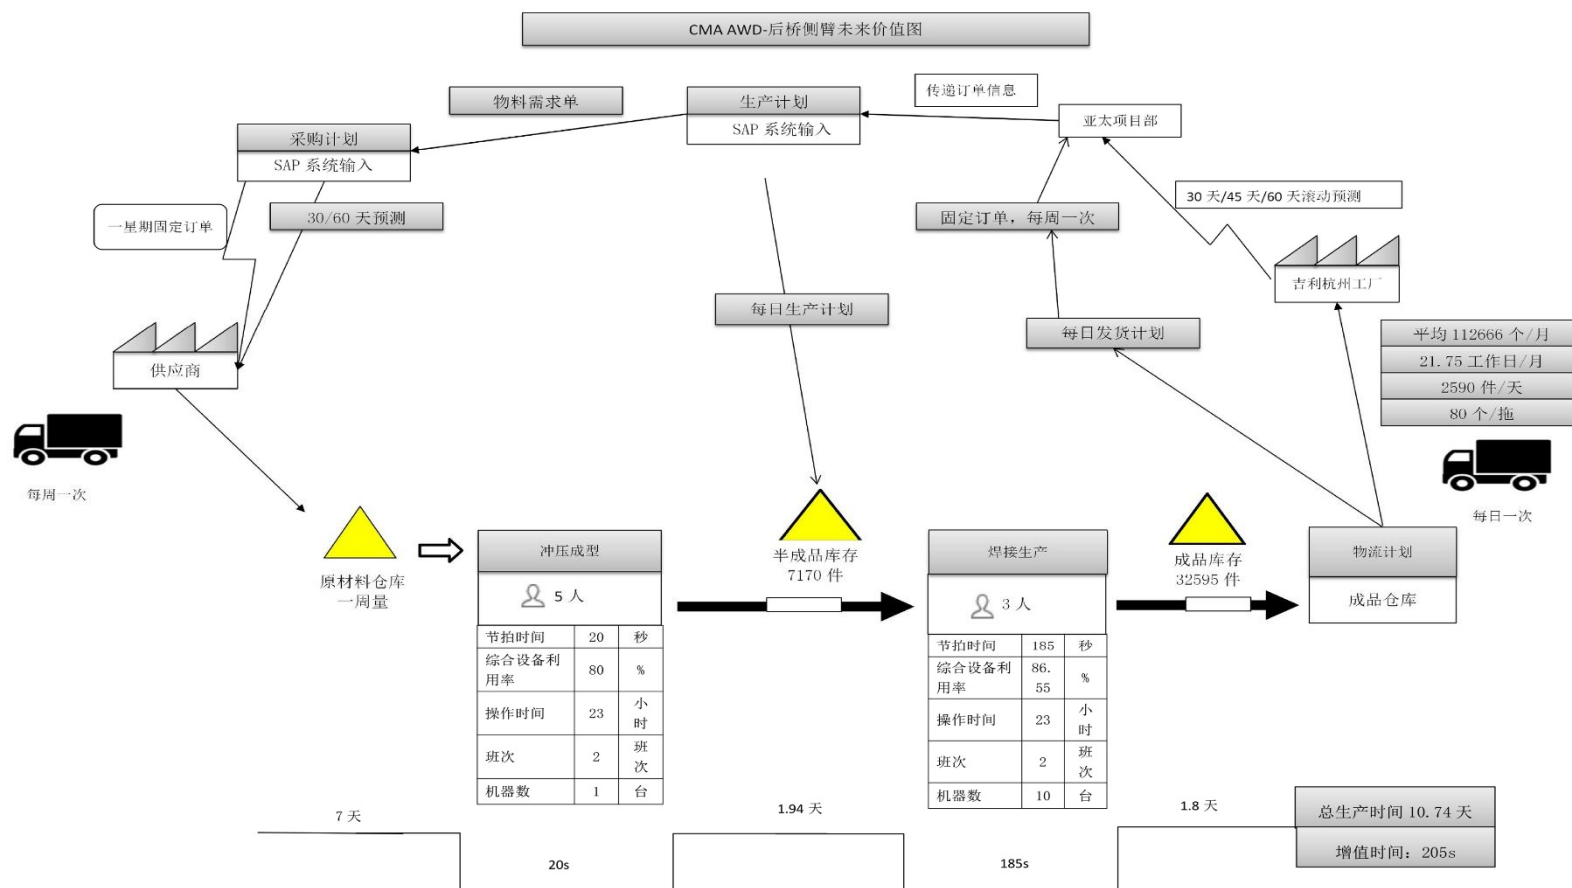 CMA AWD-后桥侧臂未来价值图
物料需求单
生产计划
SAP 系统输入
传递订单信息
亚太项目部
采购计划
SAP 系统输入
一星期固定订单
30/60 天预测
固定订单，每周一次
30 天/45 天/60 天滚动预测
吉利杭州工厂
每日生产计划
每日发货计划
供应商
平均 112666 个/月
21.75 工作日/月
2590 件/天
80 个/拖
每周一次
每日一次
原材料仓库
一周量
冲压成型
5 人
节拍时间 20 秒
综合设备利
用率 80 %
操作时间 23 小
时
班次 2 班
次
机器数 1 台
半成品库存
7170 件
焊接生产
3 人
节拍时间 185 秒
综合设备利 86.
用率 55 %
操作时间 23 小
时
班次 2 班
次
机器数 10 台
成品库存
32595 件
物流计划
成品仓库
7 天
20s
1.94 天
185s
1.8 天
总生产时间 10.74 天
增值时间：205s